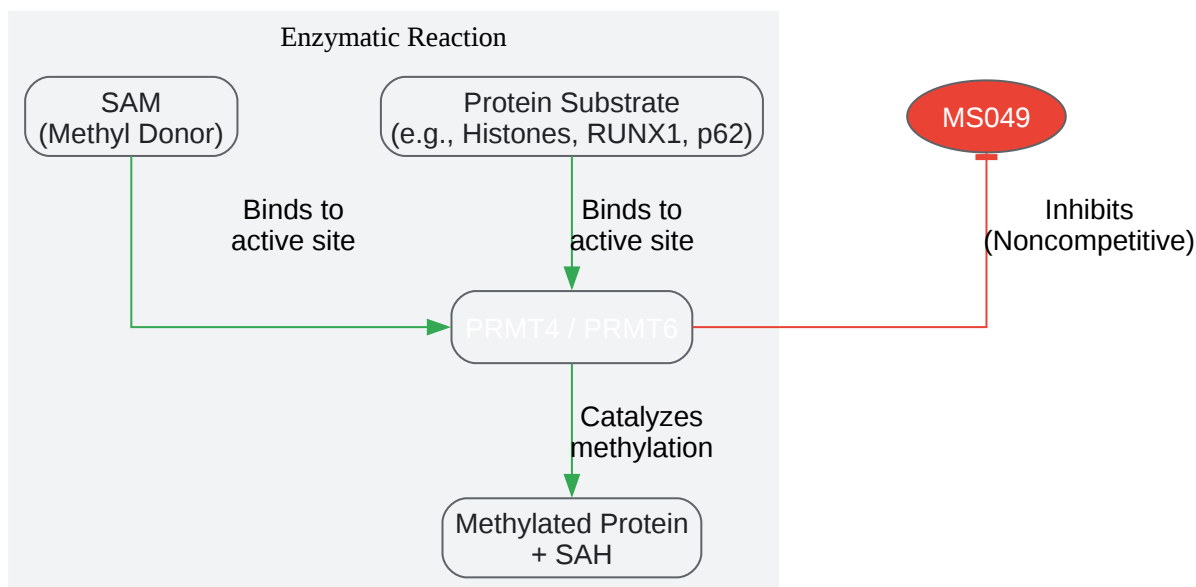 Enzymatic Reaction
SAM
(Methyl Donor)
Protein Substrate
(e.g., Histones, RUNX1, p62)
MS049
Binds to
active site
Binds to
active site
Inhibits
(Noncompetitive)
PRMT4 / PRMT6
Catalyzes
methylation
Methylated Protein
+ SAH